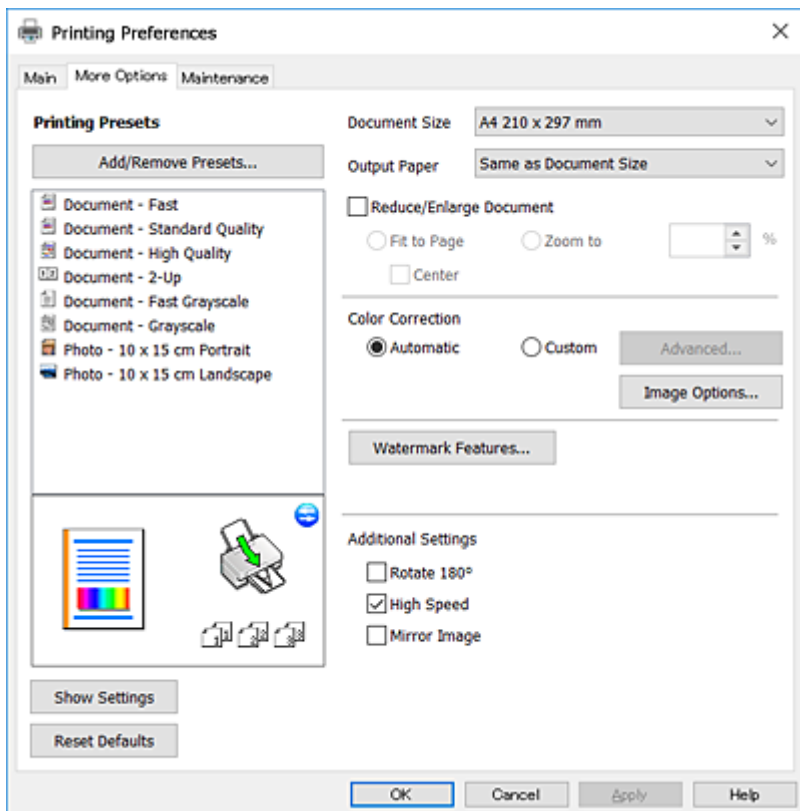 Printing Preferences
Main
More Options
Maintenance
Printing Presets
Add/Remove Presets...
Document - Fast
Document - Standard Quality
Document - High Quality
Document - 2-Up
Document - Fast Grayscale
Document - Grayscale
Photo - 10 x 15 cm Portrait
Photo - 10 x 15 cm Landscape
Show Settings
Reset Defaults
Document Size
A4 210 x 297 mm
Output Paper
Same as Document Size
Reduce/Enlarge Document
Fit to Page
Zoom to
%
Center
Color Correction
Automatic
Custom
Advanced...
Image Options...
Watermark Features...
Additional Settings
Rotate 180°
High Speed
Mirror Image
OK
Cancel
Apply
Help